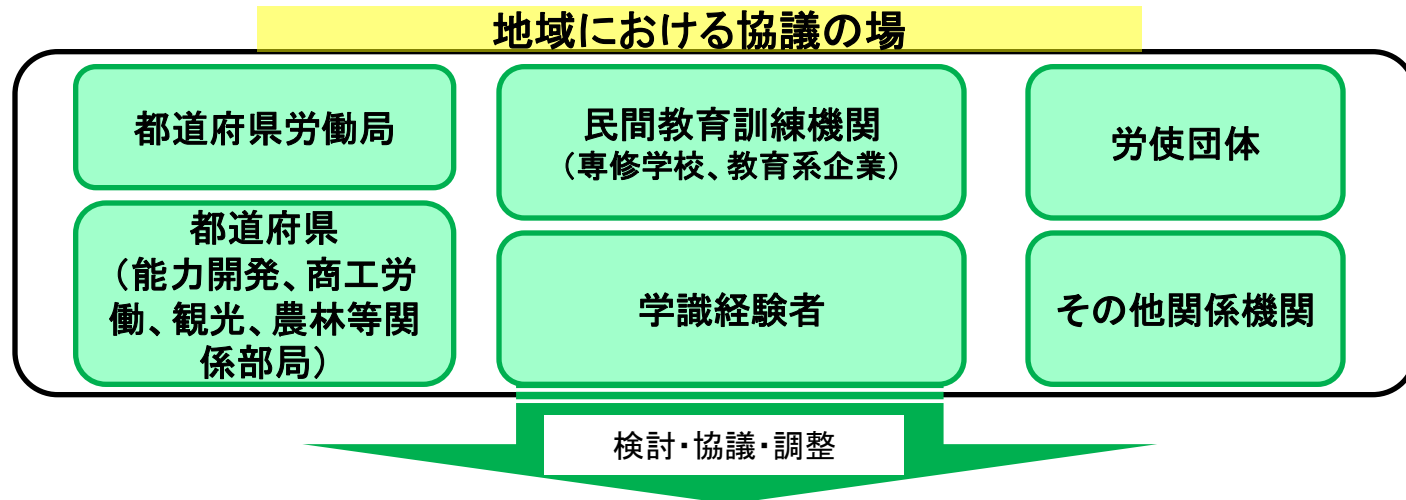 地域における協議の場
都道府県労働局
民間教育訓練機関
（専修学校、教育系企業）
労使団体
都道府県
（能力開発、商工労
働、観光、農林等関
係部局）
学識経験者
その他関係機関
検討・協議・調整